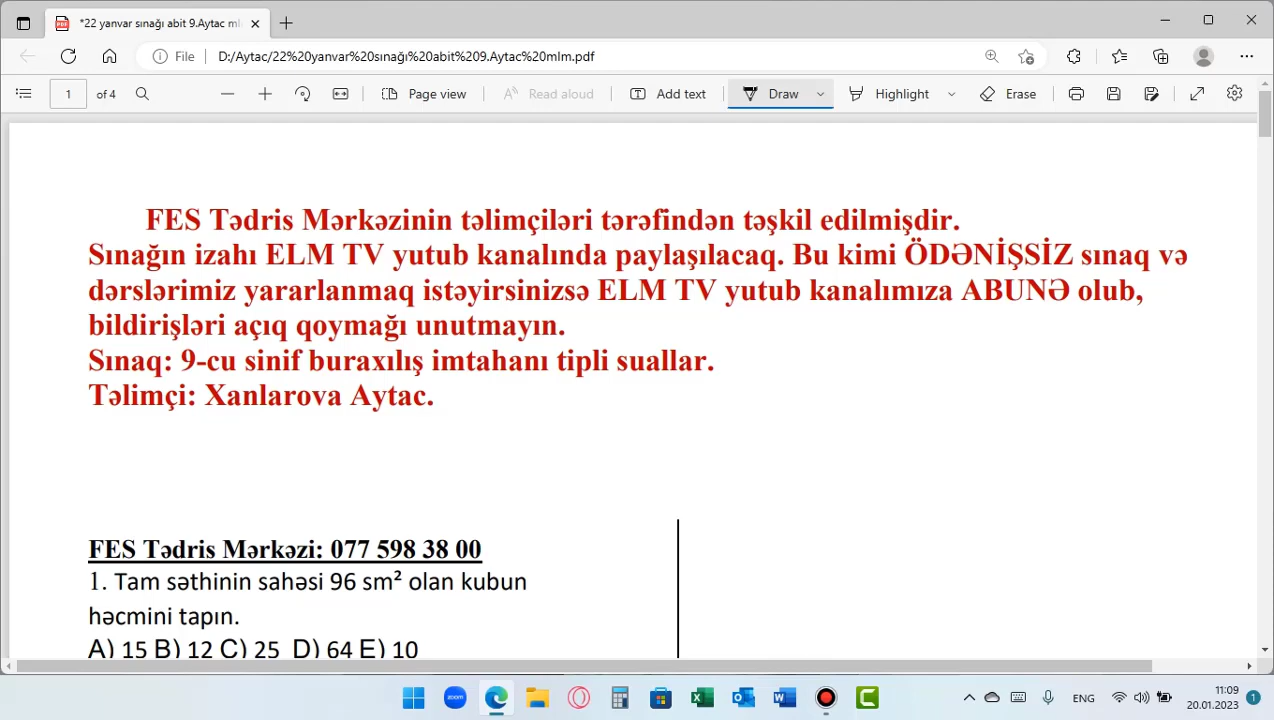 *22 yanvar sınağı abit 9.Aytac ml
File
D:/Aytac/22%20yanvar%20sınağı%20abit%209.Aytac%20mlm.pdf
1 of 4
Page view
Read aloud
Add text
Draw
Highlight
Erase
FES Tədris Mərkəzinin təlimçiləri tərəfindən təşkil edilmişdir.
Sınağın izahı ELM TV yutub kanalında paylaşılacaq. Bu kimi ÖDƏNİŞSİZ sınaq və
dərslərimiz yararlanmaq istəyirsinizsə ELM TV yutub kanalımıza ABUNƏ olub,
bildirişləri açıq qoymağı unutmayın.
Sınaq: 9-cu sinif buraxılış imtahanı tipli suallar.
Təlimçi: Xanlarova Aytac.
FES Tədris Mərkəzi: 077 598 38 00
1. Tam səthinin sahəsi 96 sm² olan kubun
həcmini tapın.
A) 15 B) 12 C) 25 D) 64 E) 10
zoom
ENG
11:09
20.01.2023
1